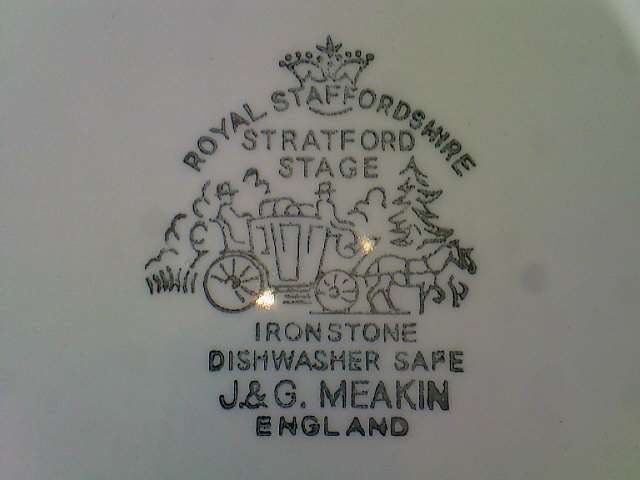 ROYAL STAFFORDSHIRE
STRATFORD
STAGE
IRONSTONE
DISHWASHER SAFE
J.& G. MEAKIN
ENGLAND